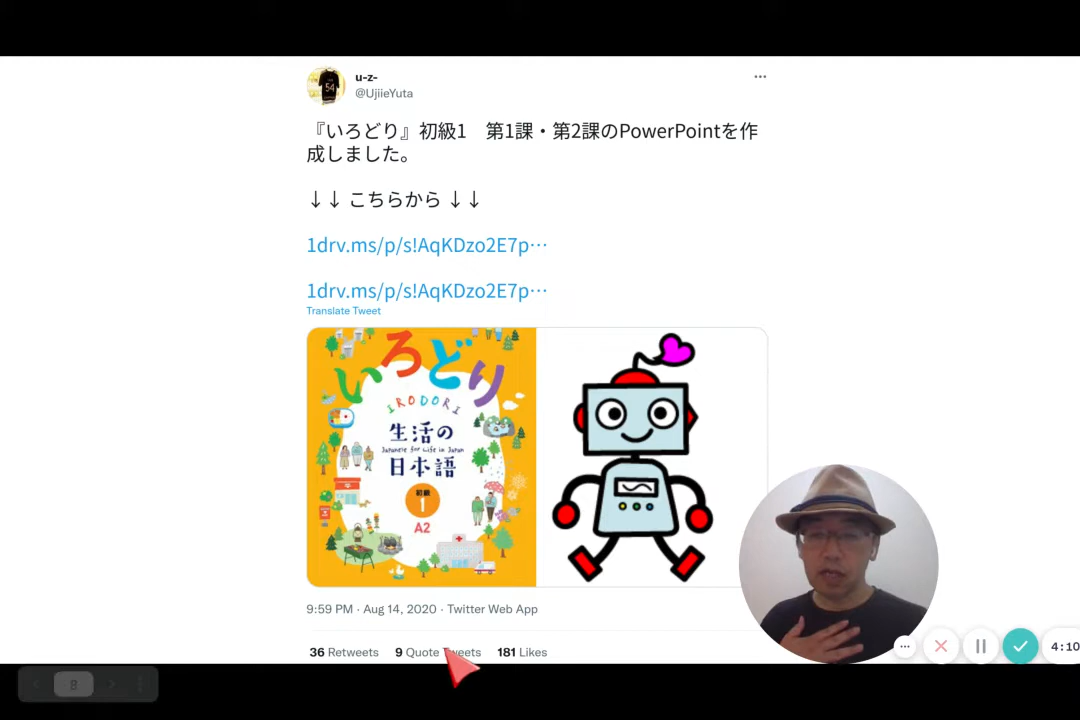 u-z-
@UjiieYuta
『いろどり』初級1 第1課・第2課のPowerPointを作
成しました。
↓↓ こちらから ↓↓
1drv.ms/p/s!AqKDzo2E7p…
1drv.ms/p/s!AqKDzo2E7p…
Translate Tweet
54
いろどり
IRODORI
生活の
Japanese for Life in Japan
日本語
初級
1
A2
9:59 PM · Aug 14, 2020 · Twitter Web App
36 Retweets 9 Quote Tweets 181 Likes
4:10
8